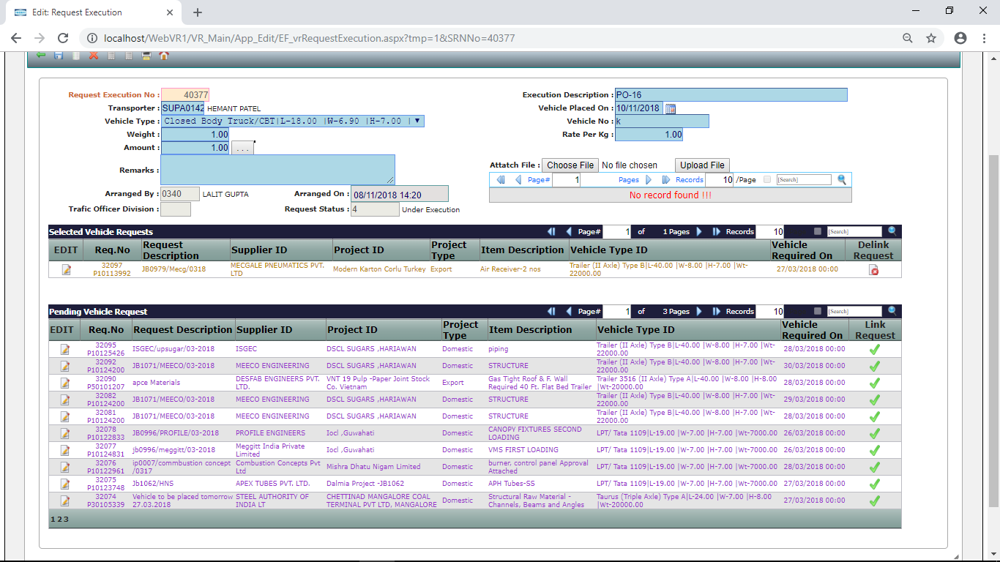 Edit: Request Execution
localhost/WebVR1/VR_Main/App_Edit/EF_vrRequestExecution.aspx?tmp=1&SRNNo=40377
Request Execution No : 40377 Execution Description : PO-16
Transporter : SUPA0142 HEMANT PATEL Vehicle Placed On : 10/11/2018
Vehicle Type : Closed Body Truck/CBT|L-18.00 |W-6.90 |H-7.00 | Vehicle No : k
Weight : 1.00 Rate Per Kg : 1.00
Amount : 1.00 ...
Remarks : Attatch File : Choose File No file chosen Upload File
Page# 1 Pages Records 10 /Page [Search]
Arranged By : 0340 LALIT GUPTA Arranged On : 08/11/2018 14:20 No record found !!!
Trafic Officer Division : Request Status : 4 Under Execution
Selected Vehicle Requests Page# 1 of 1 Pages Records 10 [Search]
EDIT Req.No Request Description Supplier ID Project ID Project Type Item Description Vehicle Type ID Vehicle Required On Delink Request
32097 P10113992 JB0979/Mecg/0318 MECGALE PNEUMATICS PVT. LTD Modern Karton Corlu Turkey Export Air Receiver-2 nos Trailer (II Axle) Type B|L-40.00 |W-8.00 |H-7.00 |Wt-22000.00 27/03/2018 00:00
Pending Vehicle Request Page# 1 of 3 Pages Records 10 [Search]
EDIT Req.No Request Description Supplier ID Project ID Project Type Item Description Vehicle Type ID Vehicle Required On Link Request
32095 P10125426 ISGEC/upsugar/03-2018 ISGEC DSCL SUGARS ,HARIAWAN Domestic piping Trailer (II Axle) Type B|L-40.00 |W-8.00 |H-7.00 |Wt-22000.00 28/03/2018 00:00
32092 P10124200 JB1071/MEECO/03-2018 MEECO ENGINEERING DSCL SUGARS ,HARIAWAN Domestic STRUCTURE Trailer (II Axle) Type B|L-40.00 |W-8.00 |H-7.00 |Wt-22000.00 30/03/2018 00:00
32090 P50101207 apce Materials DESFAB ENGINEERS PVT. LTD. VNT 19 Pulp -Paper Joint Stock Co. Vietnam Export Gas Tight Roof & F. Wall Required 40 Ft. Flat Bed Trailer Trailer 3516 (II Axle) Type A|L-40.00 |W-8.00 |H-8.00 |Wt-20000.00 28/03/2018 00:00
32082 P10124200 JB1071/MEECO/03-2018 MEECO ENGINEERING DSCL SUGARS ,HARIAWAN Domestic STRUCTURE Trailer (II Axle) Type B|L-40.00 |W-8.00 |H-7.00 |Wt-22000.00 29/03/2018 00:00
32081 P10124200 JB1071/MEECO/03-2018 MEECO ENGINEERING DSCL SUGARS ,HARIAWAN Domestic STRUCTURE Trailer (II Axle) Type B|L-40.00 |W-8.00 |H-7.00 |Wt-22000.00 28/03/2018 00:00
32078 P10122833 JB0996/PROFILE/03-2018 PROFILE ENGINEERS Iocl ,Guwahati Domestic CANOPY FIXTURES SECOND LOADING LPT/ Tata 1109|L-19.00 |W-7.00 |H-7.00 |Wt-7000.00 26/03/2018 00:00
32077 P10124831 jb0996/meggitt/03-2018 Meggitt India Private Limited Iocl ,Guwahati Domestic VMS FIRST LOADING LPT/ Tata 1109|L-19.00 |W-7.00 |H-7.00 |Wt-7000.00 26/03/2018 00:00
32076 P10122961 ip0007/commbustion concept /0317 Combustion Concepts Pvt Ltd Mishra Dhatu Nigam Limited Domestic burner, control panel Approval Attached LPT/ Tata 1109|L-19.00 |W-7.00 |H-7.00 |Wt-7000.00 28/03/2018 00:00
32075 P10123748 Jb1062/HNS APEX TUBES PVT. LTD. Dalmia Project -JB1062 Domestic APH Tubes-SS LPT/ Tata 1109|L-19.00 |W-7.00 |H-7.00 |Wt-7000.00 27/03/2018 00:00
32074 P30105339 Vehicle to be placed tomorrow 27.03.2018 STEEL AUTHORITY OF INDIA LT CHETTINAD MANGALORE COAL TERMINAL PVT LTD, MANGALORE Domestic Structural Raw Material - Channels, Beams and Angles Taurus (Triple Axle) Type A|L-24.00 |W-7.00 |H-8.00 |Wt-20000.00 27/03/2018 00:00
1 2 3